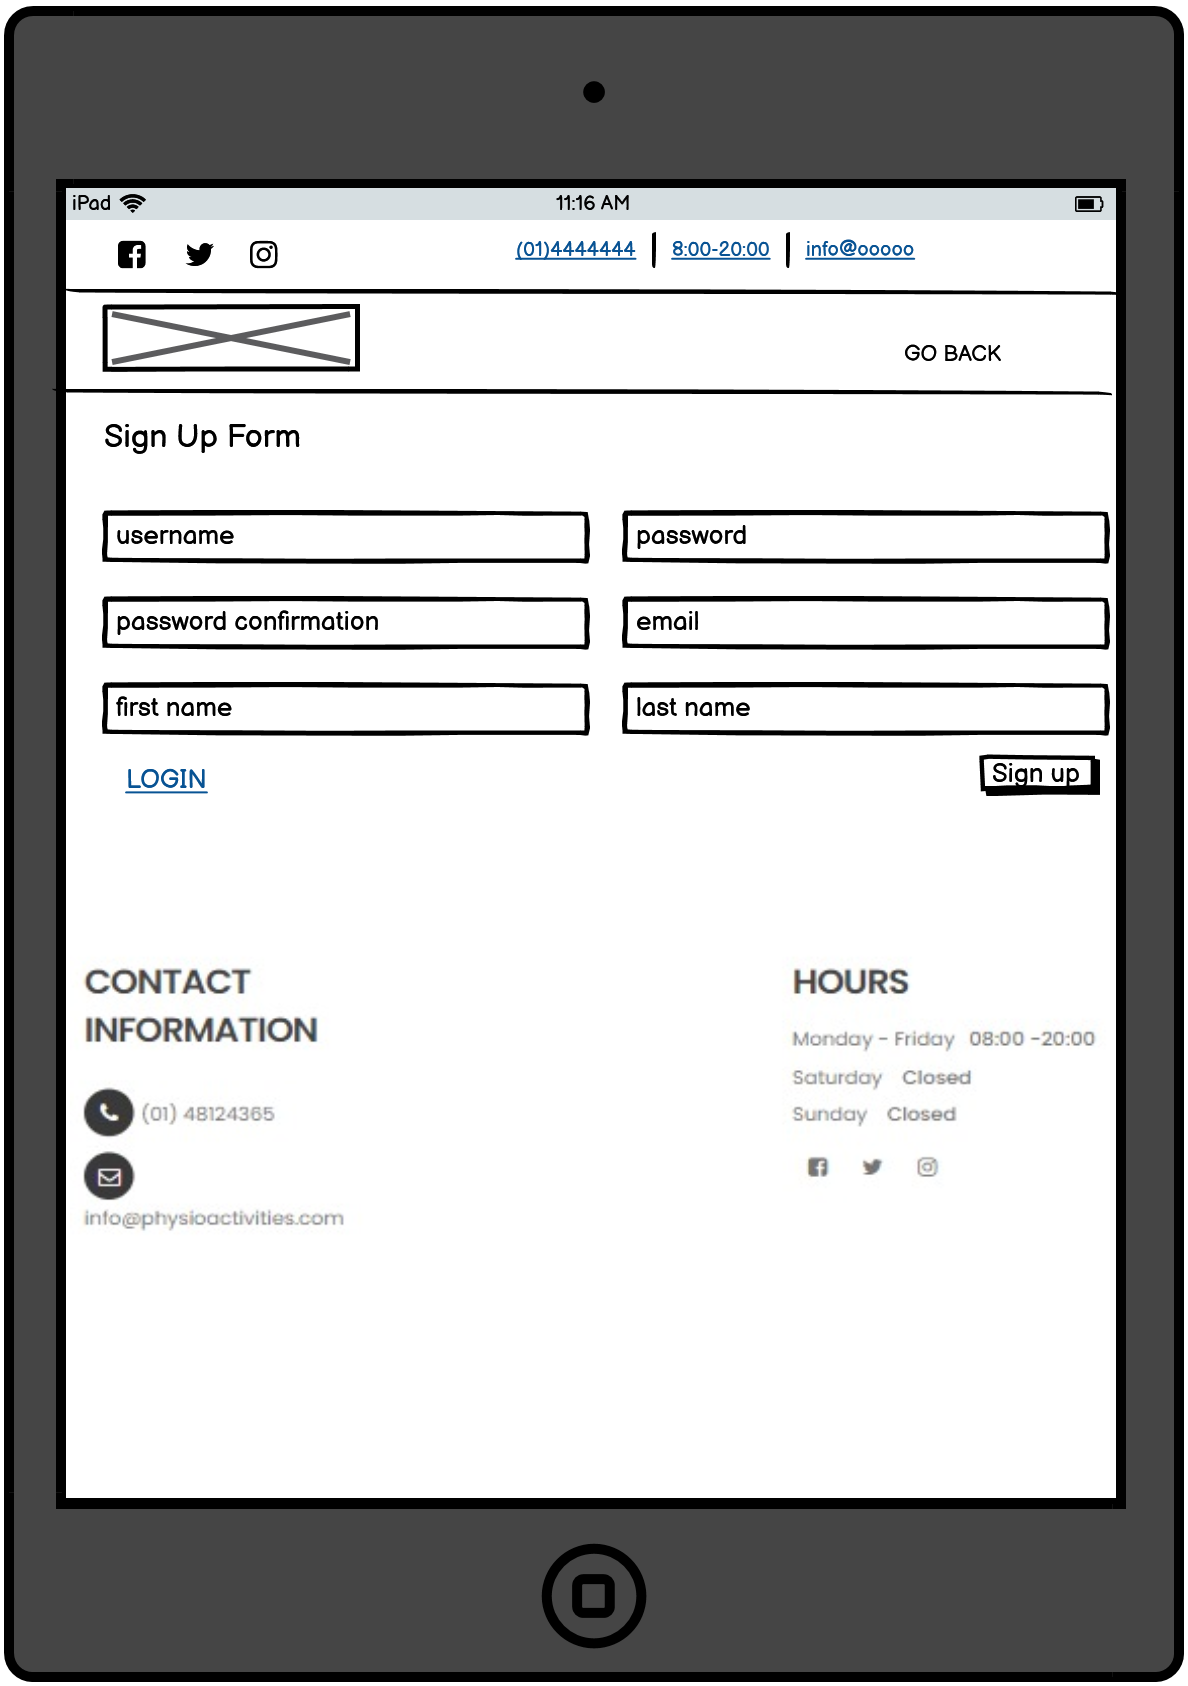 iPad 11:16 AM
(01)4444444 8:00-20:00 info@ooooo
GO BACK
Sign Up Form
username password
password confirmation email
first name last name
LOGIN Sign up
CONTACT
INFORMATION
(01) 48124365
info@physioactivities.com
HOURS
Monday - Friday 08:00 -20:00
Saturday Closed
Sunday Closed